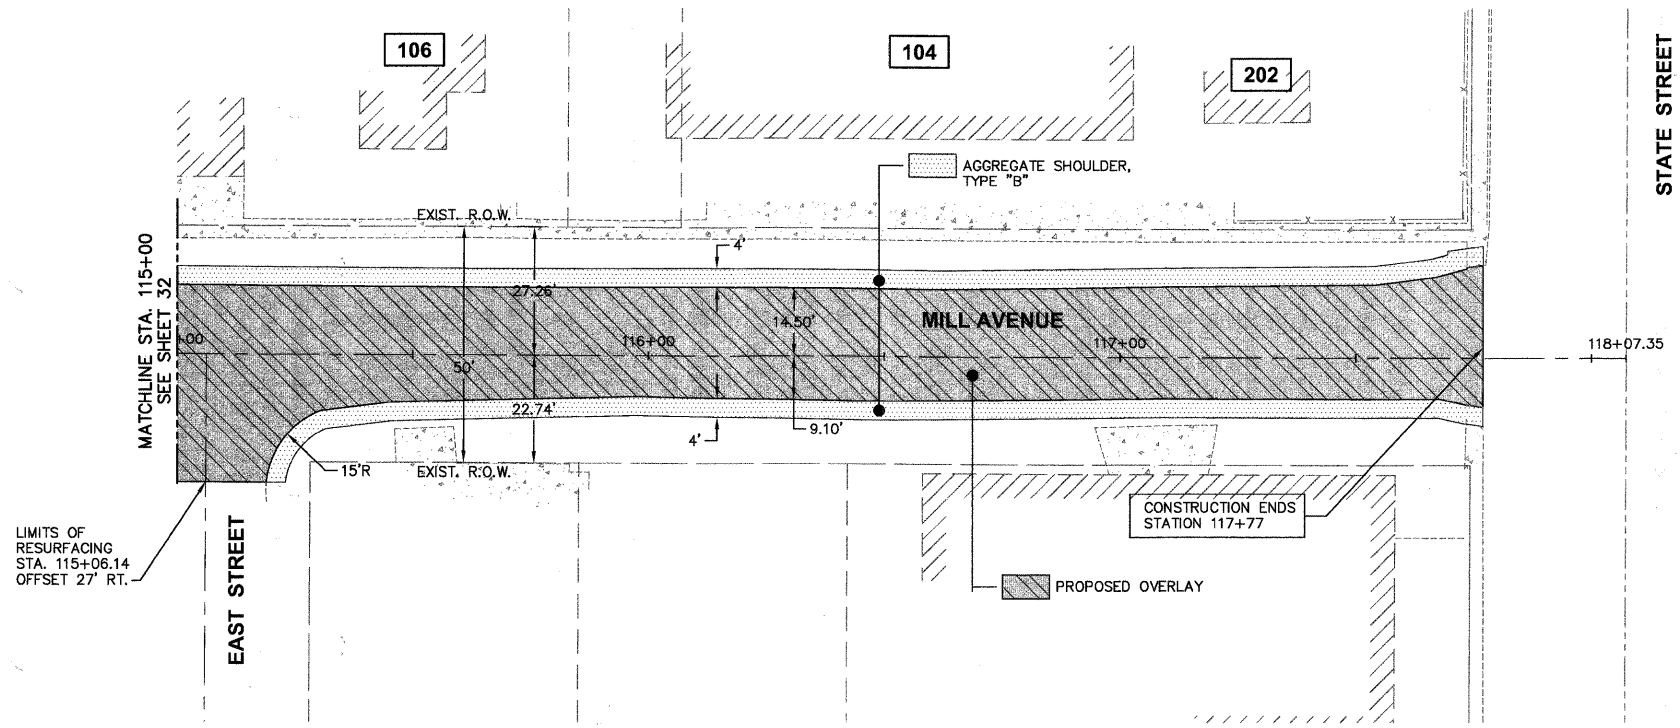 106
104
202
STATE STREET
AGGREGATE SHOULDER,
TYPE "B"
EXIST. R.O.W.
MATCHLINE STA. 115+00
SEE SHEET 32
4'
27.26'
14.50'
MILL AVENUE
+00
116+00
117+00
118+07.35
50'
22.74'
9.10'
4'
15'R
EXIST. R.O.W.
CONSTRUCTION ENDS
STATION 117+77
LIMITS OF
RESURFACING
STA. 115+06.14
OFFSET 27' RT.
EAST STREET
PROPOSED OVERLAY